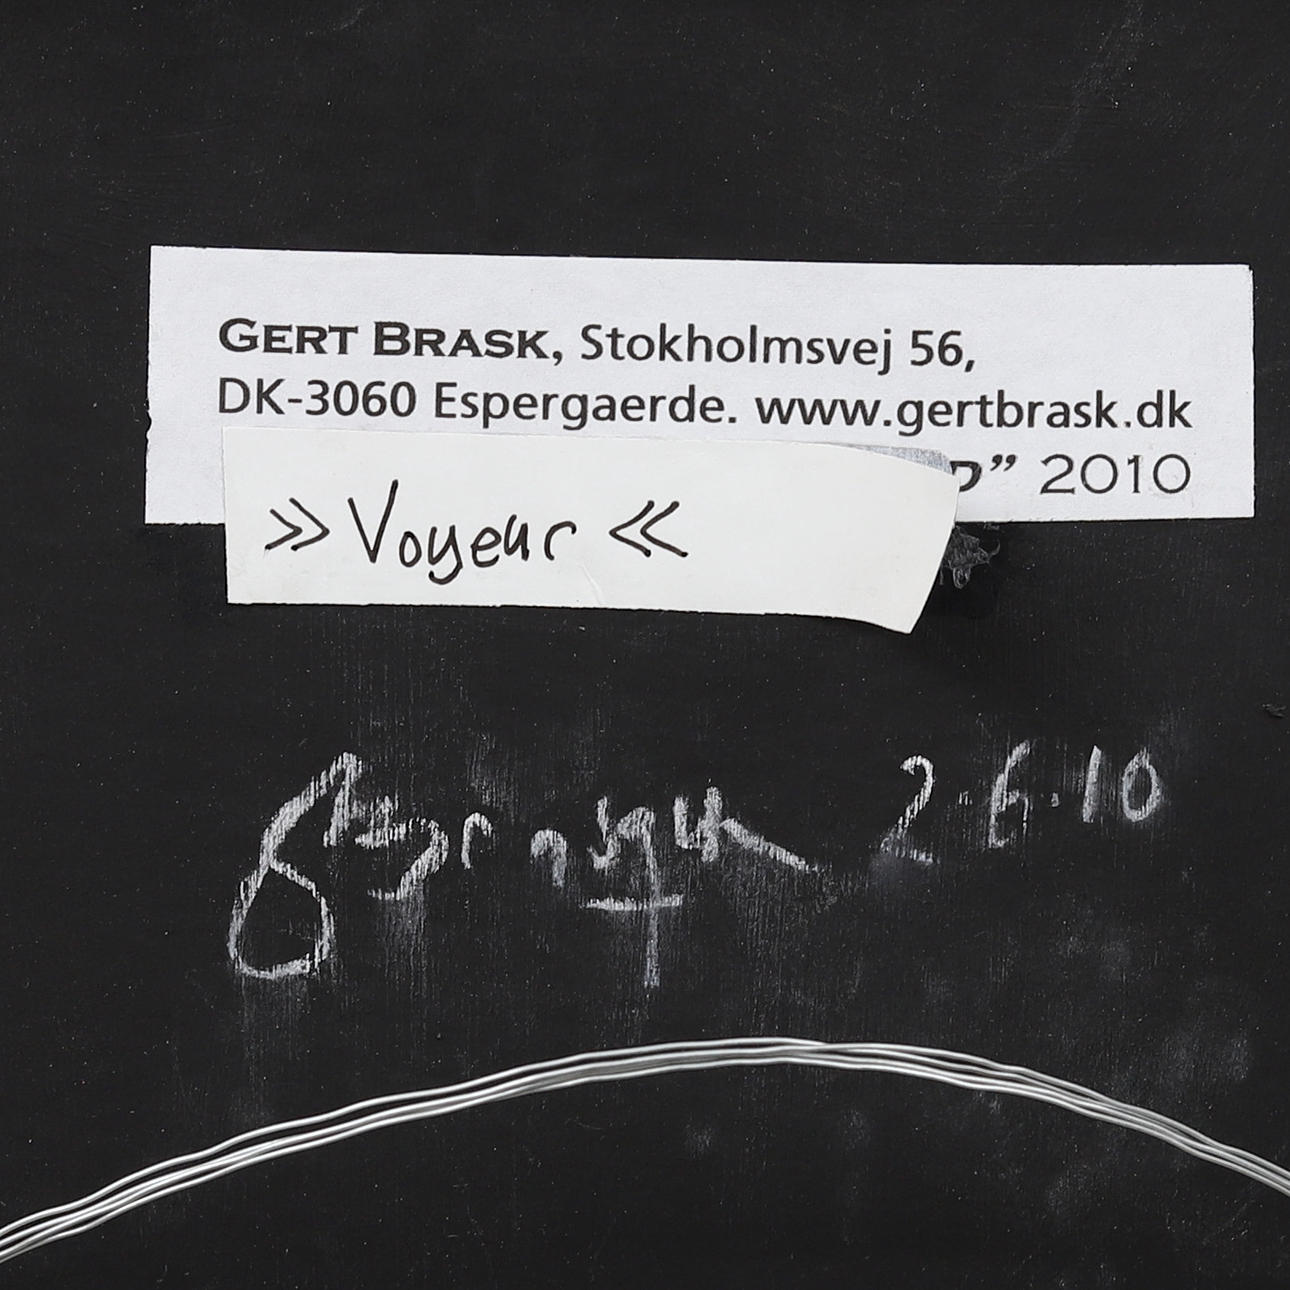 GERT BRASK, Stokholmsvej 56,
DK-3060 Espergaerde. www.gertbrask.dk
” 2010
>> Voyeur <<
2.6.10